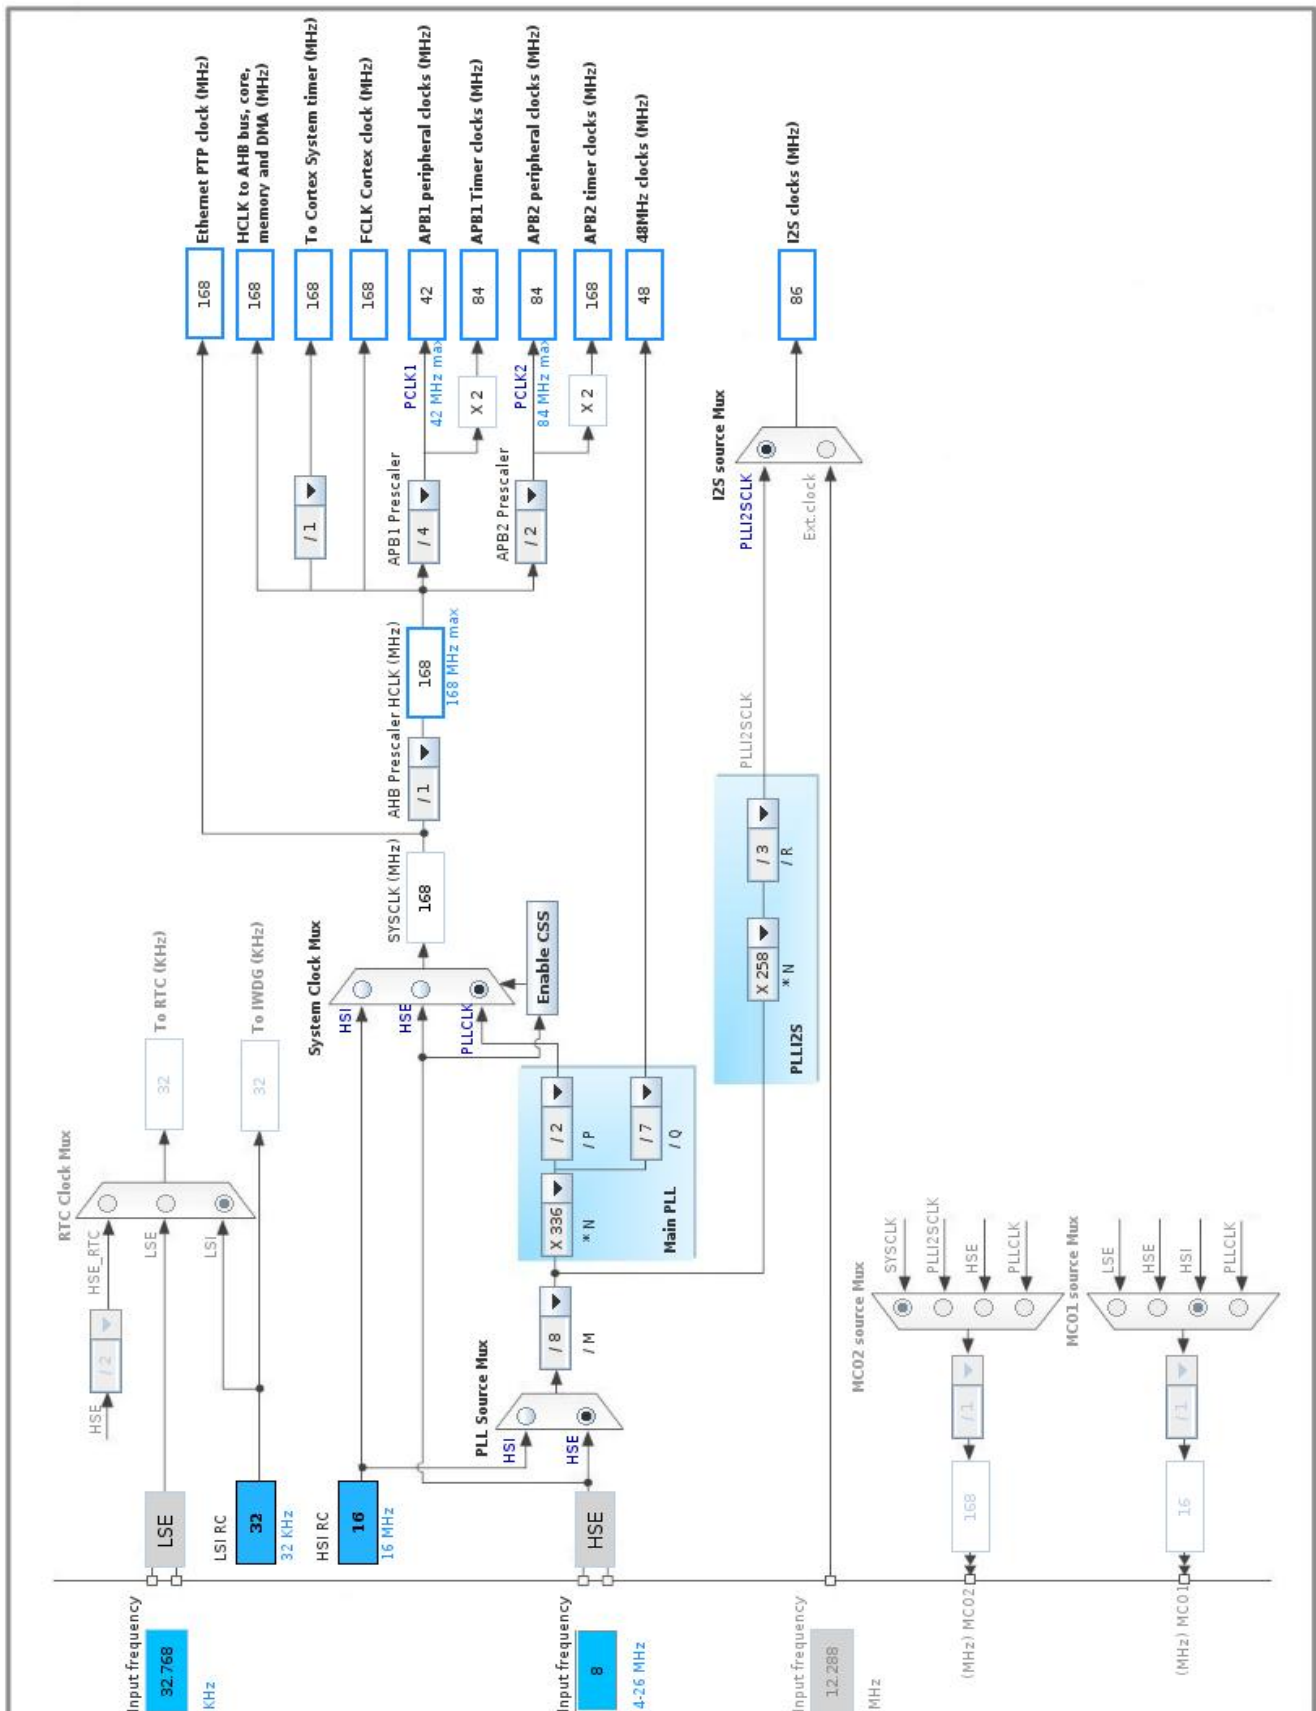 Input frequency
32.768
KHz
LSE
LSI RC
32
32 KHz
HSI RC
16
16 MHz
Input frequency
8
4-26 MHz
HSE
Input frequency
12.288
MHz
HSE
/ 2
HSE_RTC
LSE
LSI
RTC Clock Mux
32
To RTC (KHz)
32
To IWDG (KHz)
PLL Source Mux
HSI
HSE
/ 8
/ M
X 336
* N
/ 2
/ P
/ 7
/ Q
Main PLL
System Clock Mux
HSI
HSE
PLLCLK
Enable CSS
SYSCLK (MHz)
168
AHB Prescaler
/ 1
HCLK (MHz)
168
168 MHz max
/ 1
APB1 Prescaler
/ 4
PCLK1
42 MHz max
X 2
APB2 Prescaler
/ 2
PCLK2
84 MHz max
X 2
168
Ethernet PTP clock (MHz)
168
HCLK to AHB bus, core,
memory and DMA (MHz)
168
To Cortex System timer (MHz)
168
FCLK Cortex clock (MHz)
42
APB1 peripheral clocks (MHz)
84
APB1 Timer clocks (MHz)
84
APB2 peripheral clocks (MHz)
168
APB2 timer clocks (MHz)
48
48MHz clocks (MHz)
PLLI2S
X 258
* N
/ 3
/ R
PLLI2SCLK
I2S source Mux
PLLI2SCLK
Ext.clock
86
I2S clocks (MHz)
MCO2 source Mux
SYSCLK
PLLI2SCLK
HSE
PLLCLK
/ 1
168
(MHz) MCO2
MCO1 source Mux
LSE
HSE
HSI
PLLCLK
/ 1
16
(MHz) MCO1